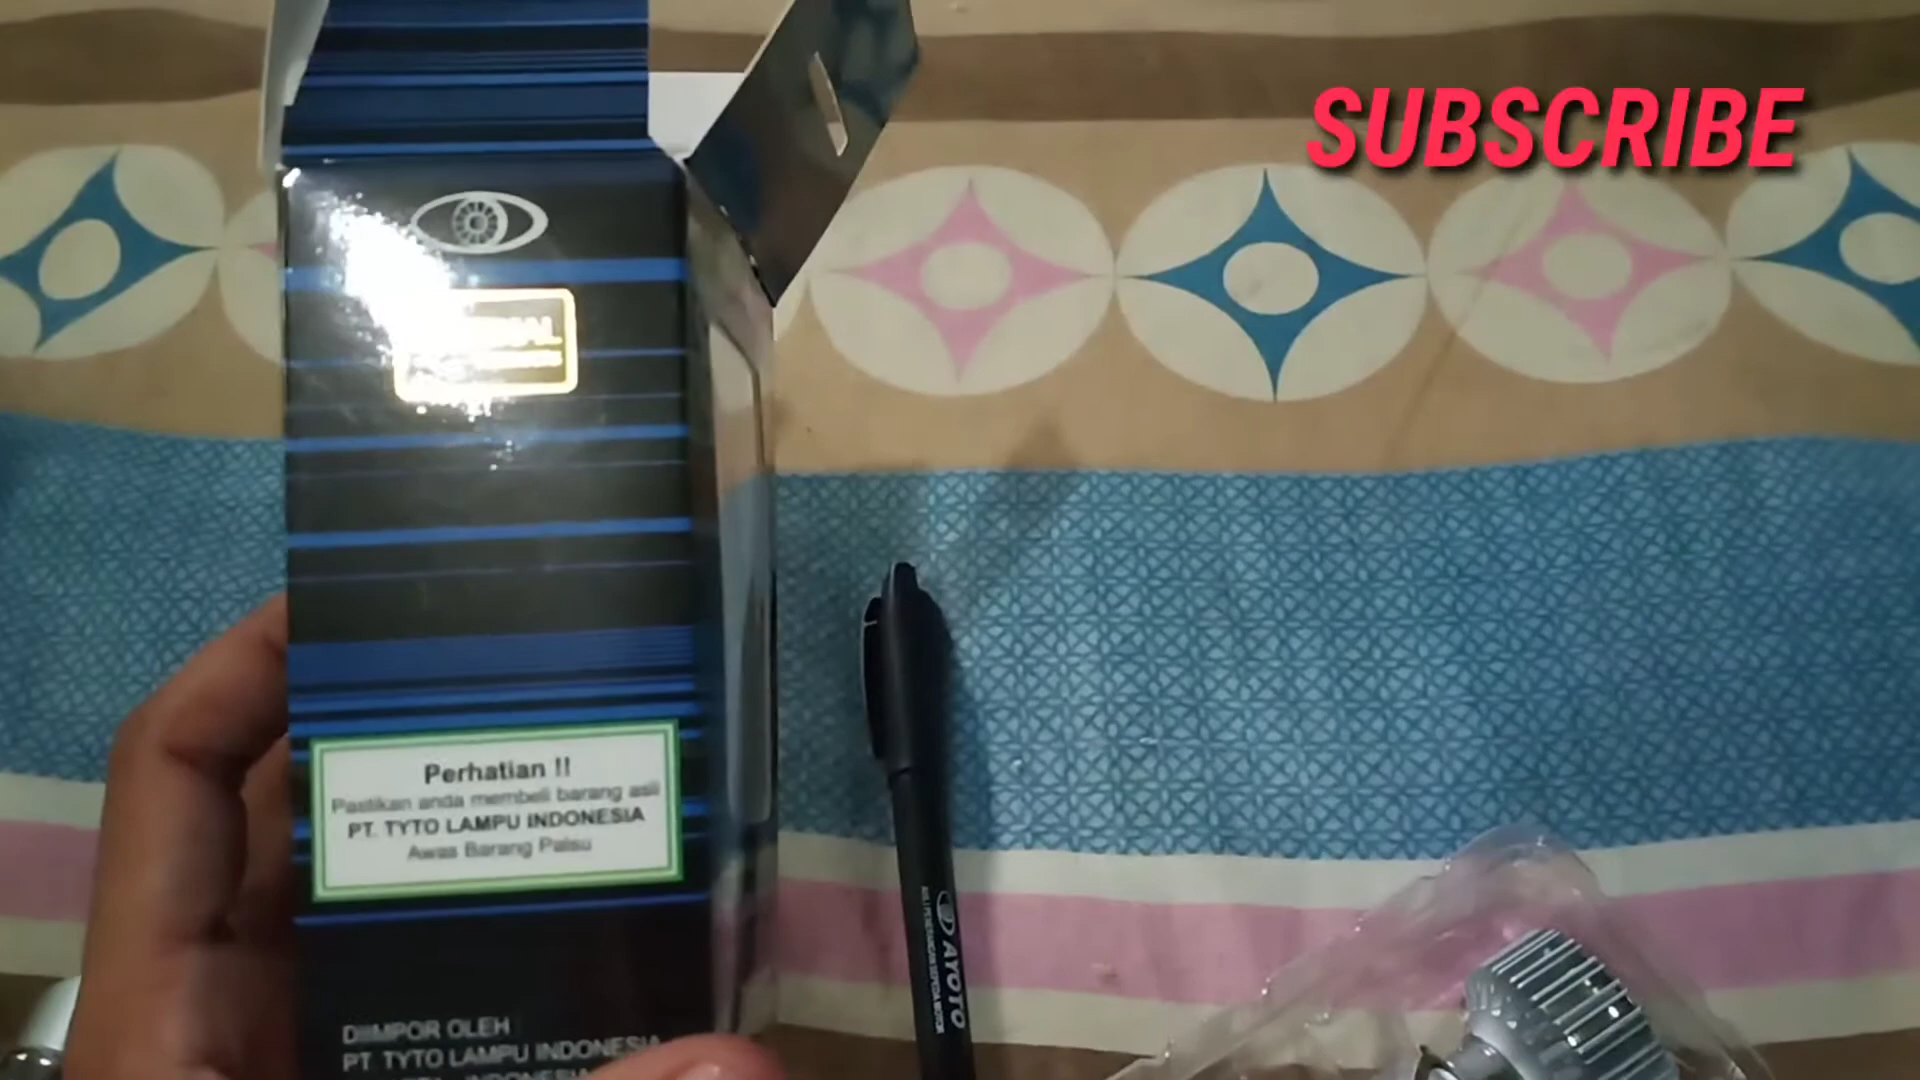 SUBSCRIBE
Perhatian !!
Pastikan anda membeli barang asli
PT. TYTO LAMPU INDONESIA
Awas Barang Palsu
DIIMPOR OLEH
PT. TYTO LAMPU INDONESIA
INDONESIA
AYOTO